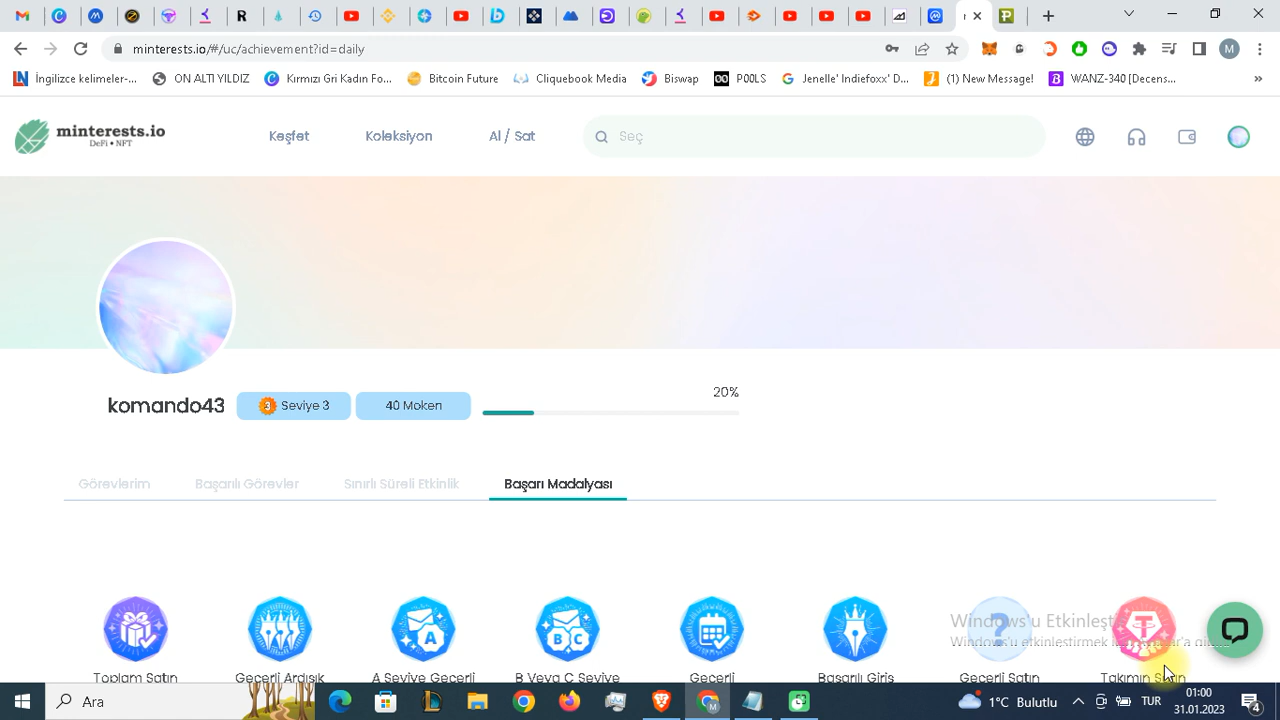 minterests.io/#/uc/achievement?id=daily
M
İngilizce kelimeler-...
ON ALTI YILDIZ
Kırmızı Gri Kadın Fo...
Bitcoin Future
Cliquebook Media
Biswap
P00LS
Jenelle' Indiefoxx' D...
(1) New Message!
WANZ-340 [Decens...
»
minterests.io
DeFi • NFT
Keşfet
Koleksiyon
Al / Sat
Seç
komando43
3 Seviye 3
40 Moken
20%
Görevlerim
Başarılı Görevler
Sınırlı Süreli Etkinlik
Başarı Madalyası
A
B C
?
Windows'u Etkinleştir
Toplam Satın
Geçerli Ardışık
A Seviye Geçerli
B Veya C Seviye
Geçerli
Başarılı Giriş
Geçerli Satın
Takımın Satın
Ara
1°C Bulutlu
TUR
01:00
31.01.2023
4